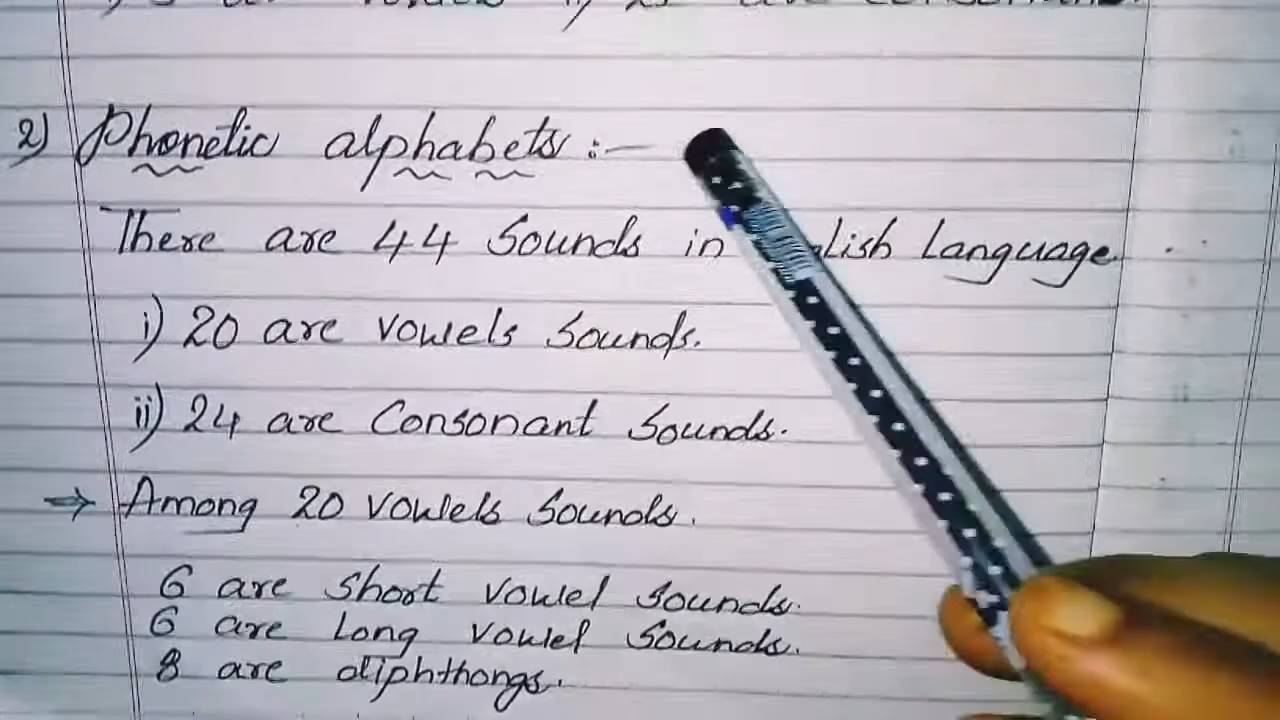 2) Phonetic alphabets :-
There are 44 Sounds in lish Language.
i) 20 are vowels Sounds.
ii) 24 are Consonant Sounds.
⇒ Among 20 vowels Sounds.
6 are short vowel sounds.
6 are long vowel sounds.
8 are diphthongs.